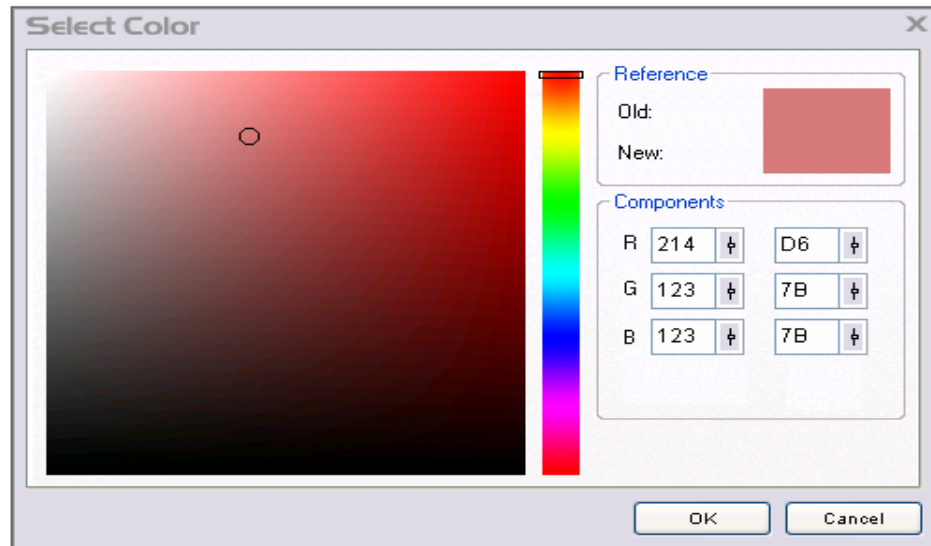 Select Color
Reference
Old:
New:
Components
R 214 D6
G 123 7B
B 123 7B
OK Cancel